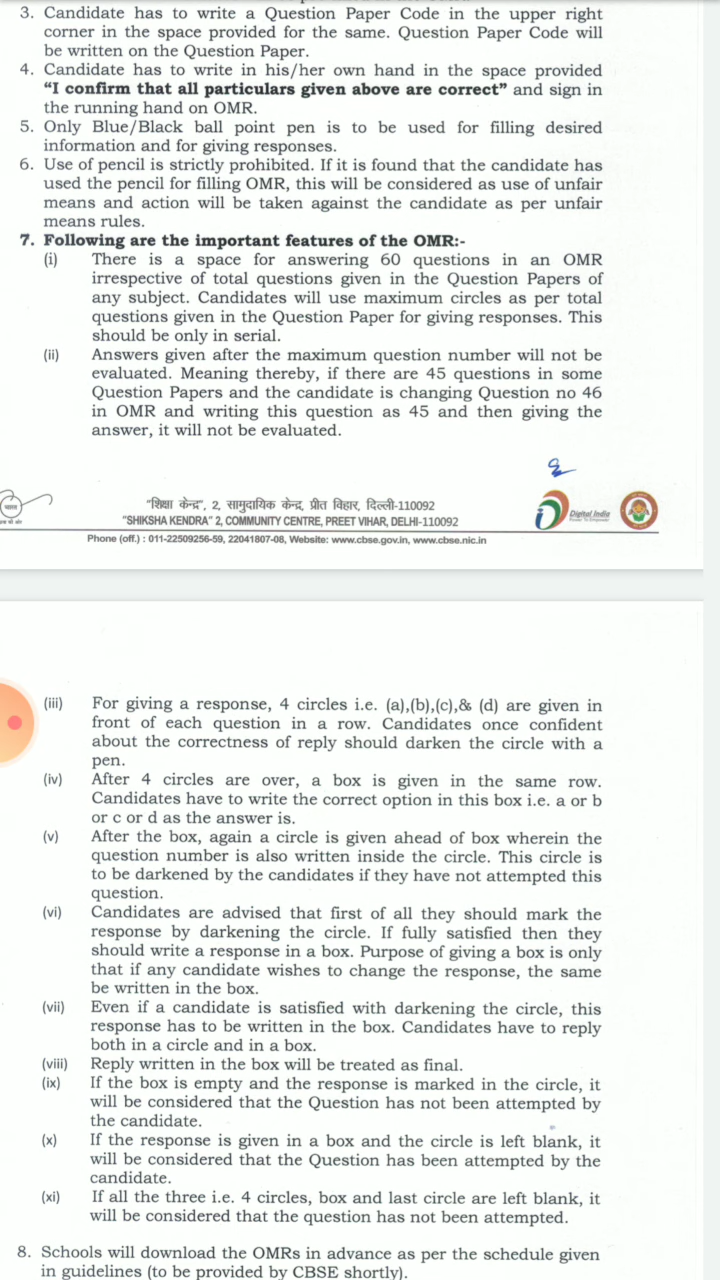 3. Candidate has to write a Question Paper Code in the upper right
corner in the space provided for the same. Question Paper Code will
be written on the Question Paper.
4. Candidate has to write in his/her own hand in the space provided
“I confirm that all particulars given above are correct” and sign in
the running hand on OMR.
5. Only Blue/Black ball point pen is to be used for filling desired
information and for giving responses.
6. Use of pencil is strictly prohibited. If it is found that the candidate has
used the pencil for filling OMR, this will be considered as use of unfair
means and action will be taken against the candidate as per unfair
means rules.
7. Following are the important features of the OMR:-
(i) There is a space for answering 60 questions in an OMR
irrespective of total questions given in the Question Papers of
any subject. Candidates will use maximum circles as per total
questions given in the Question Paper for giving responses. This
should be only in serial.
(ii) Answers given after the maximum question number will not be
evaluated. Meaning thereby, if there are 45 questions in some
Question Papers and the candidate is changing Question no 46
in OMR and writing this question as 45 and then giving the
answer, it will not be evaluated.
भारत
“शिक्षा केन्द्र”, 2, सामुदायिक केन्द्र, प्रीत विहार, दिल्ली-110092
“SHIKSHA KENDRA” 2, COMMUNITY CENTRE, PREET VIHAR, DELHI-110092
Digital India
Power To Empower
Phone (off.) : 011-22509256-59, 22041807-08, Website: www.cbse.gov.in, www.cbse.nic.in
(iii) For giving a response, 4 circles i.e. (a),(b),(c),& (d) are given in
front of each question in a row. Candidates once confident
about the correctness of reply should darken the circle with a
pen.
(iv) After 4 circles are over, a box is given in the same row.
Candidates have to write the correct option in this box i.e. a or b
or c or d as the answer is.
(v) After the box, again a circle is given ahead of box wherein the
question number is also written inside the circle. This circle is
to be darkened by the candidates if they have not attempted this
question.
(vi) Candidates are advised that first of all they should mark the
response by darkening the circle. If fully satisfied then they
should write a response in a box. Purpose of giving a box is only
that if any candidate wishes to change the response, the same
be written in the box.
(vii) Even if a candidate is satisfied with darkening the circle, this
response has to be written in the box. Candidates have to reply
both in a circle and in a box.
(viii) Reply written in the box will be treated as final.
(ix) If the box is empty and the response is marked in the circle, it
will be considered that the Question has not been attempted by
the candidate.
(x) If the response is given in a box and the circle is left blank, it
will be considered that the Question has been attempted by the
candidate.
(xi) If all the three i.e. 4 circles, box and last circle are left blank, it
will be considered that the question has not been attempted.
8. Schools will download the OMRs in advance as per the schedule given
in guidelines (to be provided by CBSE shortly).